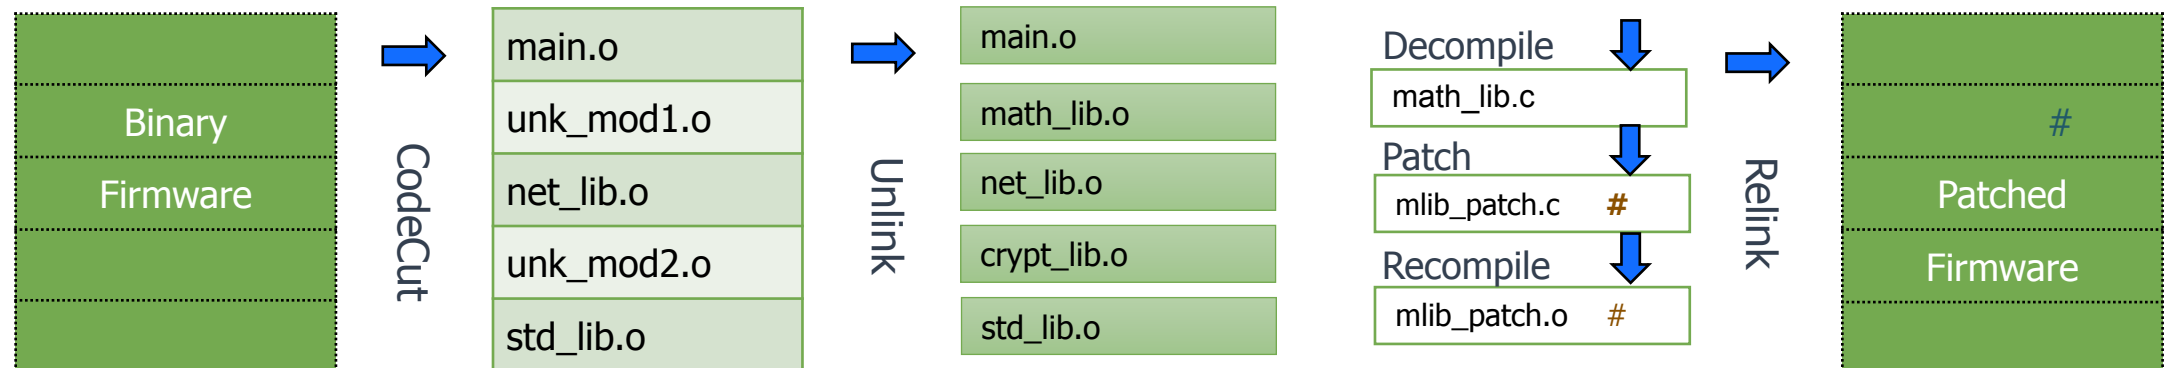 Binary
Firmware
CodeCut
main.o
unk_mod1.o
net_lib.o
unk_mod2.o
std_lib.o
Unlink
main.o
math_lib.o
net_lib.o
crypt_lib.o
std_lib.o
Decompile
math_lib.c
Patch
mlib_patch.c #
Recompile
mlib_patch.o #
Relink
#
Patched
Firmware